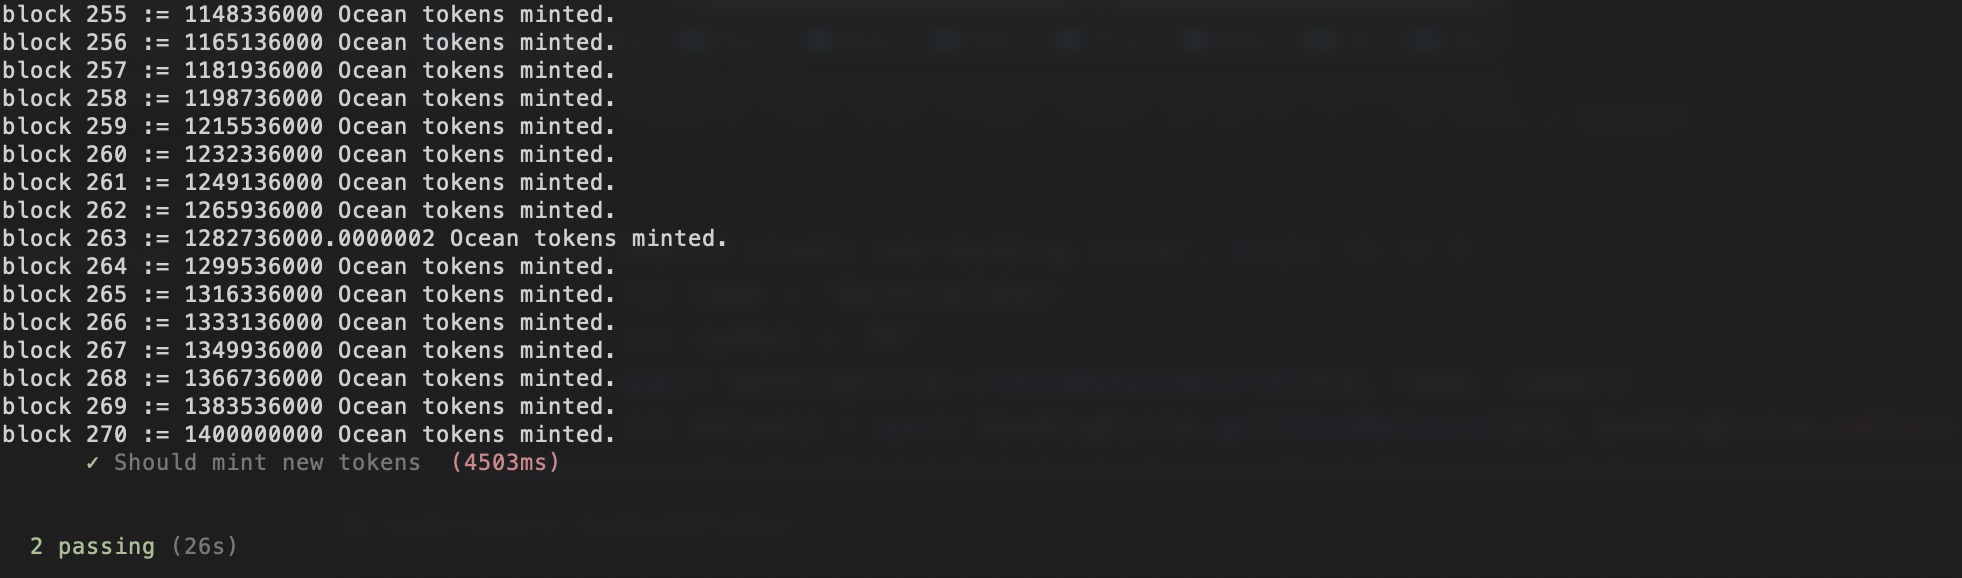 block 255 := 1148336000 Ocean tokens minted.
block 256 := 1165136000 Ocean tokens minted.
block 257 := 1181936000 Ocean tokens minted.
block 258 := 1198736000 Ocean tokens minted.
block 259 := 1215536000 Ocean tokens minted.
block 260 := 1232336000 Ocean tokens minted.
block 261 := 1249136000 Ocean tokens minted.
block 262 := 1265936000 Ocean tokens minted.
block 263 := 1282736000.0000002 Ocean tokens minted.
block 264 := 1299536000 Ocean tokens minted.
block 265 := 1316336000 Ocean tokens minted.
block 266 := 1333136000 Ocean tokens minted.
block 267 := 1349936000 Ocean tokens minted.
block 268 := 1366736000 Ocean tokens minted.
block 269 := 1383536000 Ocean tokens minted.
block 270 := 1400000000 Ocean tokens minted.
✓ Should mint new tokens (4503ms)
2 passing (26s)